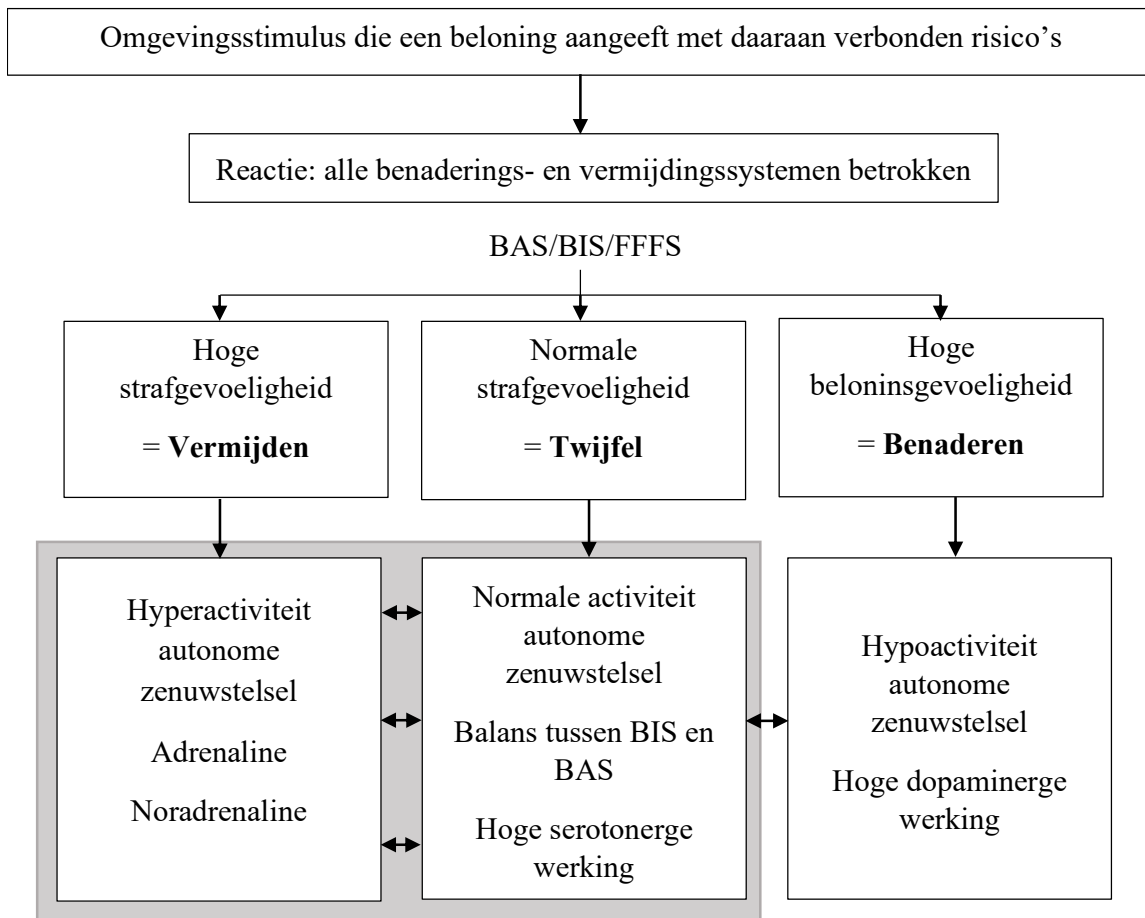 Omgevingsstimulus die een beloning aangeeft met daaraan verbonden risico’s
Reactie: alle benaderings- en vermijdingssystemen betrokken
BAS/BIS/FFFS
Hoge
strafgevoeligheid
= Vermijden
Normale
strafgevoeligheid
= Twijfel
Hoge
beloninsgevoeligheid
= Benaderen
Hyperactiviteit
autonome
zenuwstelsel
Adrenaline
Noradrenaline
Normale activiteit
autonome
zenuwstelsel
Balans tussen BIS en
BAS
Hoge serotonerge
werking
Hypoactiviteit
autonome
zenuwstelsel
Hoge dopaminerge
werking